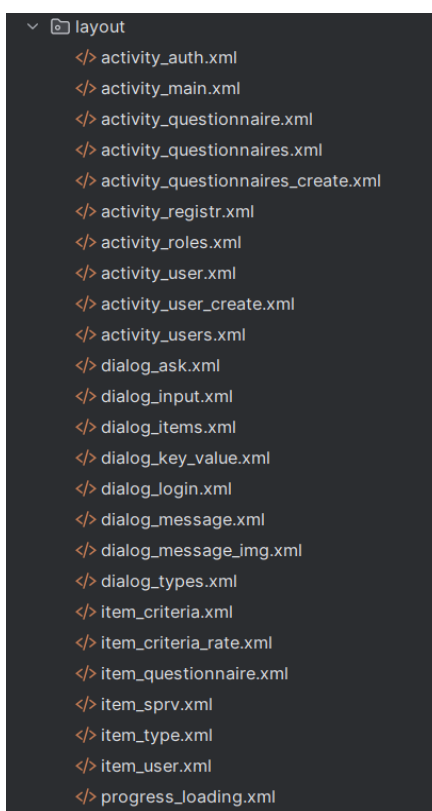 layout
</> activity_auth.xml
</> activity_main.xml
</> activity_questionnaire.xml
</> activity_questionnaires.xml
</> activity_questionnaires_create.xml
</> activity_registr.xml
</> activity_roles.xml
</> activity_user.xml
</> activity_user_create.xml
</> activity_users.xml
</> dialog_ask.xml
</> dialog_input.xml
</> dialog_items.xml
</> dialog_key_value.xml
</> dialog_login.xml
</> dialog_message.xml
</> dialog_message_img.xml
</> dialog_types.xml
</> item_criteria.xml
</> item_criteria_rate.xml
</> item_questionnaire.xml
</> item_sprv.xml
</> item_type.xml
</> item_user.xml
</> progress_loading.xml